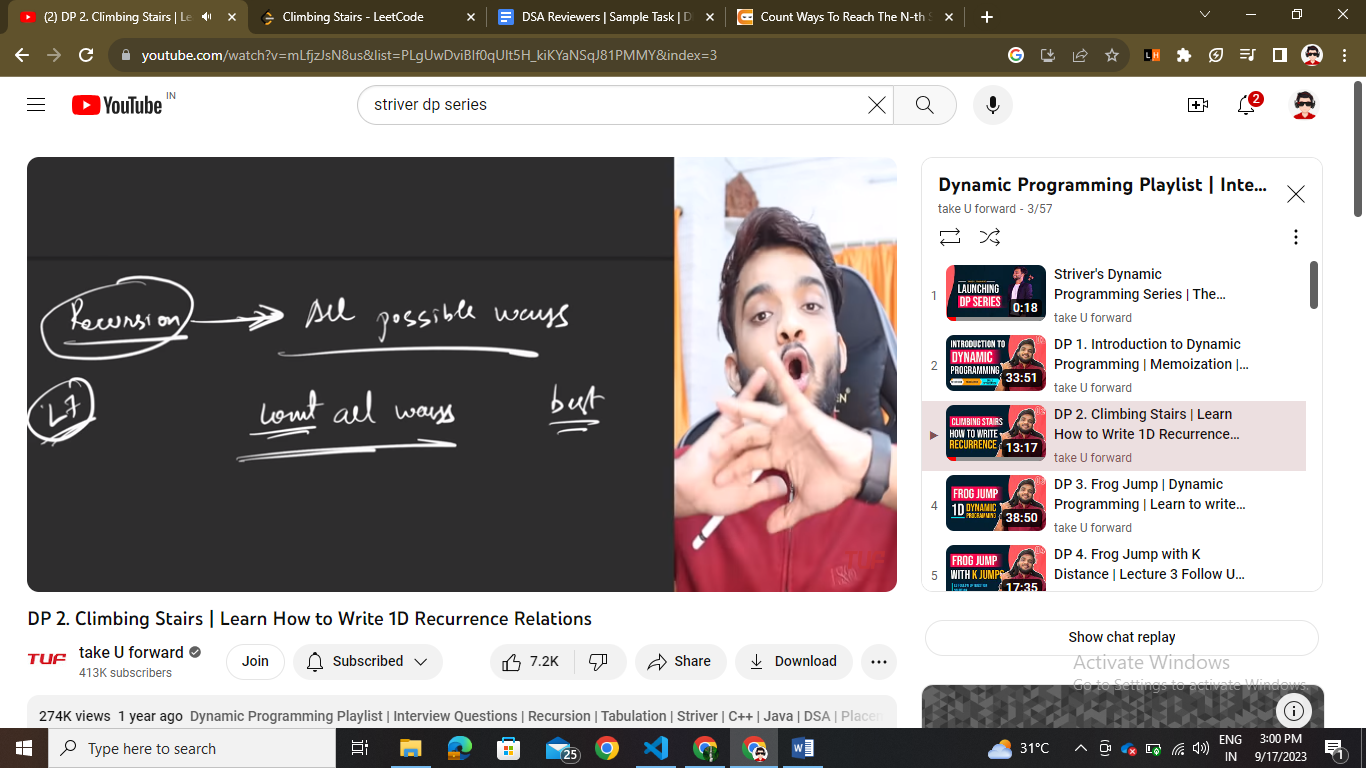 (2) DP 2. Climbing Stairs | Le
Climbing Stairs - LeetCode
DSA Reviewers | Sample Task | D
Count Ways To Reach The N-th S
youtube.com/watch?v=mLfjzJsN8us&list=PLgUwDviBIf0qUlt5H_kiKYaNSqJ81PMMY&index=3
YouTube IN
striver dp series
2
Recursion → All possible ways
L7
count all ways best
TUF
DP 2. Climbing Stairs | Learn How to Write 1D Recurrence Relations
TUF
take U forward
413K subscribers
Join
Subscribed
7.2K
Share
Download
274K views 1 year ago Dynamic Programming Playlist | Interview Questions | Recursion | Tabulation | Striver | C++ | Java | DSA | Placem
Dynamic Programming Playlist | Inte...
take U forward - 3/57
1
LAUNCHING
DP SERIES
0:18
Striver's Dynamic
Programming Series | The...
take U forward
2
INTRODUCTION TO
DYNAMIC
PROGRAMMING
33:51
DP 1. Introduction to Dynamic
Programming | Memoization |...
take U forward
CLIMBING STAIRS
HOW TO WRITE
RECURRENCE
13:17
DP 2. Climbing Stairs | Learn
How to Write 1D Recurrence...
take U forward
4
FROG JUMP
1D DYNAMIC
PROGRAMMING
38:50
DP 3. Frog Jump | Dynamic
Programming | Learn to write...
take U forward
5
FROG JUMP
WITH K JUMPS
17:35
DP 4. Frog Jump with K
Distance | Lecture 3 Follow U...
Show chat replay
Activate Windows
Go to Settings to activate Windows.
Type here to search
25
31°C
ENG
IN
3:00 PM
9/17/2023
1